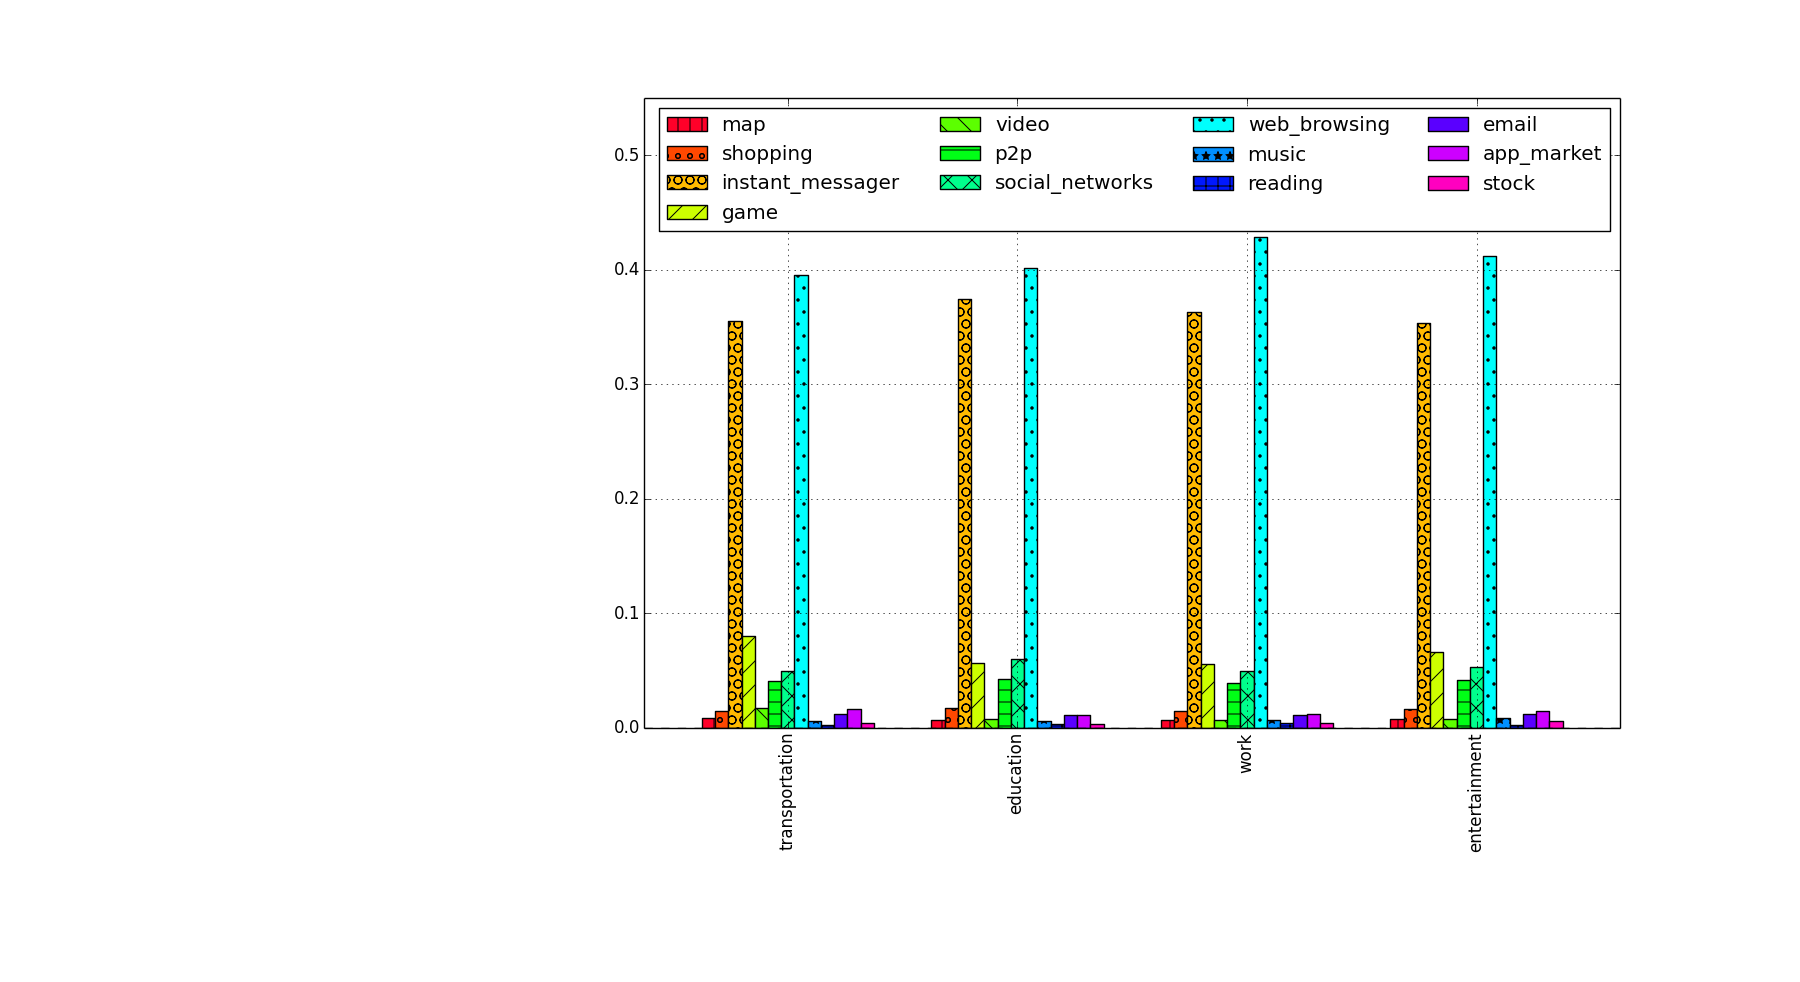 map
shopping
instant_messager
game
video
p2p
social_networks
web_browsing
music
reading
email
app_market
stock
0.5
0.4
0.3
0.2
0.1
0.0
transportation
education
work
entertainment